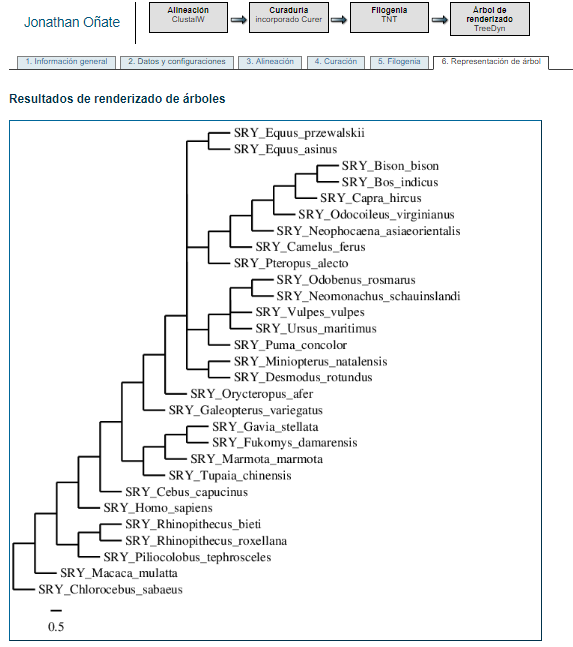 Jonathan Oñate
Alineación
ClustalW
Curaduría
incorporado Curer
Filogenia
TNT
Árbol de
renderizado
TreeDyn
1. Información general
2. Datos y configuraciones
3. Alineación
4. Curación
5. Filogenia
6. Representación de árbol
Resultados de renderizado de árboles
SRY_Equus_przewalskii
SRY_Equus_asinus
SRY_Bison_bison
SRY_Bos_indicus
SRY_Capra_hircus
SRY_Odocoileus_virginianus
SRY_Neophocaena_asiaeorientalis
SRY_Camelus_ferus
SRY_Pteropus_alecto
SRY_Odobenus_rosmarus
SRY_Neomonachus_schauinslandi
SRY_Vulpes_vulpes
SRY_Ursus_maritimus
SRY_Puma_concolor
SRY_Miniopterus_natalensis
SRY_Desmodus_rotundus
SRY_Orycteropus_afer
SRY_Galeopterus_variegatus
SRY_Gavia_stellata
SRY_Fukomys_damarensis
SRY_Marmota_marmota
SRY_Tupaia_chinensis
SRY_Cebus_capucinus
SRY_Homo_sapiens
SRY_Rhinopithecus_bieti
SRY_Rhinopithecus_roxellana
SRY_Piliocolobus_tephrosceles
SRY_Macaca_mulatta
SRY_Chlorocebus_sabaeus
0.5